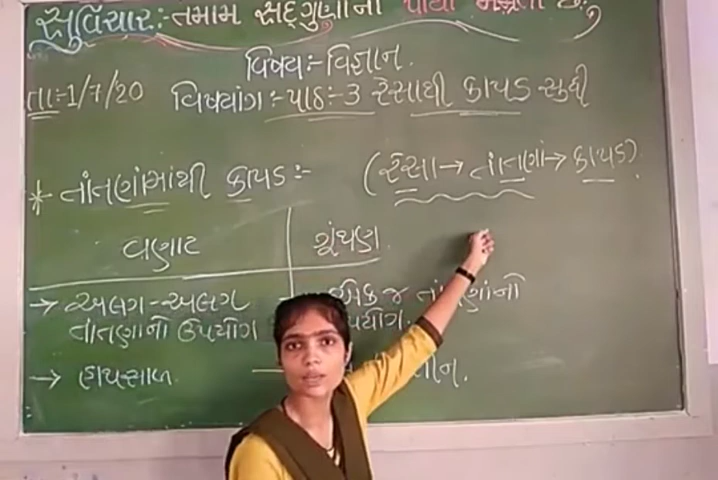 સુવિચાર:- તમામ સદ્ગુણોનો પાયો
વિષય:- વિજ્ઞાન.
તા:-1/7/20 વિષયાંગ:- પાઠ:-3 રેસાથી કાપડ સુધી
* તાંતણાંમાંથી કાપડ:- (રેસા → તાંતણાં → કાપડ)
વણાટ ગૂંથણ
→ અલગ-અલગ તાંતણાંનો
તાંતણાનો ઉપયોગ
→ હાથસાળ